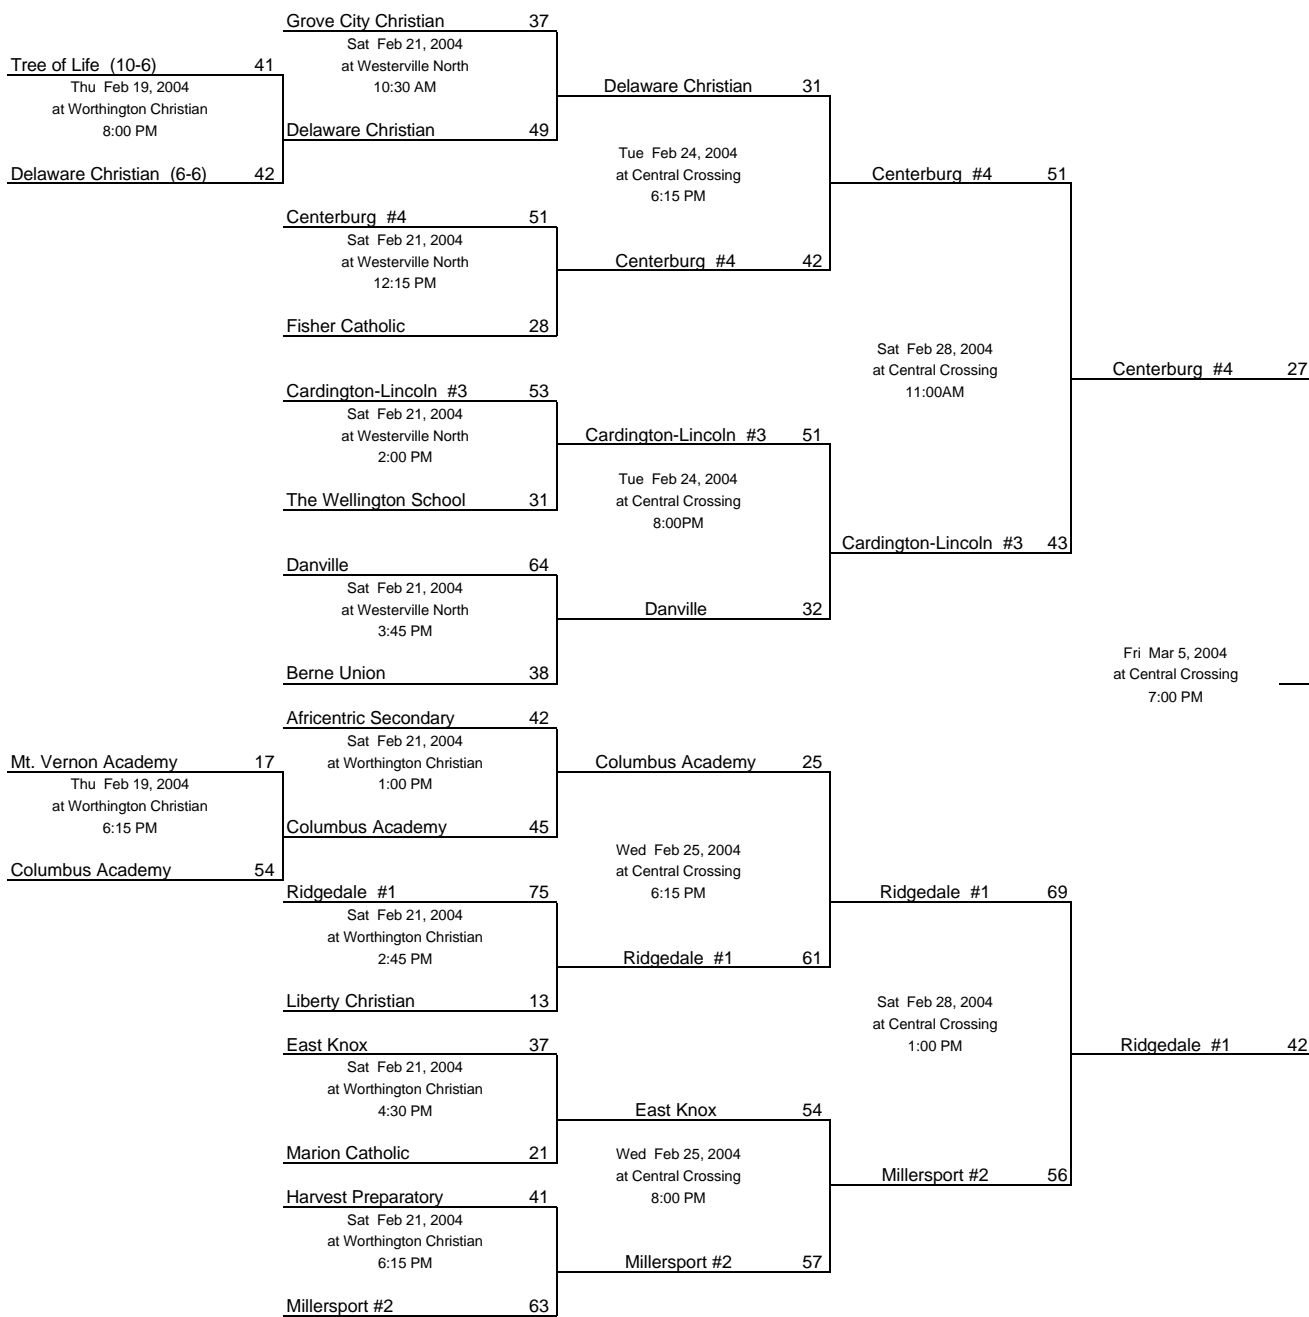 Grove City Christian 37
Sat Feb 21, 2004
at Westerville North
10:30 AM
Delaware Christian 49
Tree of Life (10-6) 41
Thu Feb 19, 2004
at Worthington Christian
8:00 PM
Delaware Christian (6-6) 42
Centerburg #4 51
Sat Feb 21, 2004
at Westerville North
12:15 PM
Fisher Catholic 28
Cardington-Lincoln #3 53
Sat Feb 21, 2004
at Westerville North
2:00 PM
The Wellington School 31
Danville 64
Sat Feb 21, 2004
at Westerville North
3:45 PM
Berne Union 38
Africentric Secondary 42
Sat Feb 21, 2004
at Worthington Christian
1:00 PM
Columbus Academy 45
Mt. Vernon Academy 17
Thu Feb 19, 2004
at Worthington Christian
6:15 PM
Columbus Academy 54
Ridgedale #1 75
Sat Feb 21, 2004
at Worthington Christian
2:45 PM
Liberty Christian 13
East Knox 37
Sat Feb 21, 2004
at Worthington Christian
4:30 PM
Marion Catholic 21
Harvest Preparatory 41
Sat Feb 21, 2004
at Worthington Christian
6:15 PM
Millersport #2 63
Delaware Christian 31
Tue Feb 24, 2004
at Central Crossing
6:15 PM
Centerburg #4 42
Cardington-Lincoln #3 51
Tue Feb 24, 2004
at Central Crossing
8:00PM
Danville 32
Columbus Academy 25
Wed Feb 25, 2004
at Central Crossing
6:15 PM
Ridgedale #1 61
East Knox 54
Wed Feb 25, 2004
at Central Crossing
8:00 PM
Millersport #2 57
Centerburg #4 51
Sat Feb 28, 2004
at Central Crossing
11:00AM
Cardington-Lincoln #3 43
Ridgedale #1 69
Sat Feb 28, 2004
at Central Crossing
1:00 PM
Millersport #2 56
Centerburg #4 27
Fri Mar 5, 2004
at Central Crossing
7:00 PM
Ridgedale #1 42